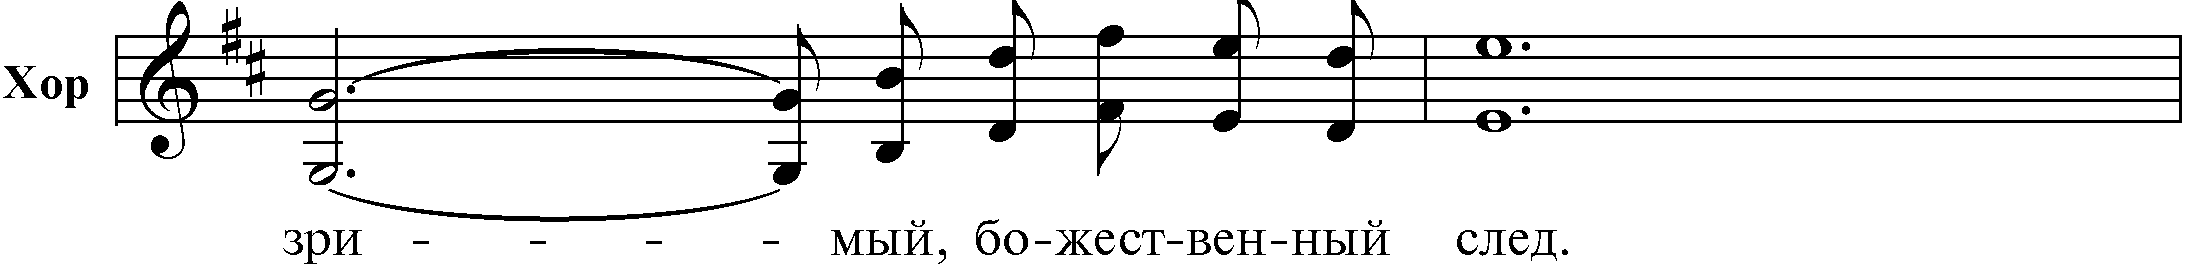 Хор
зри - - - - мый, бо-жест-вен-ный след.